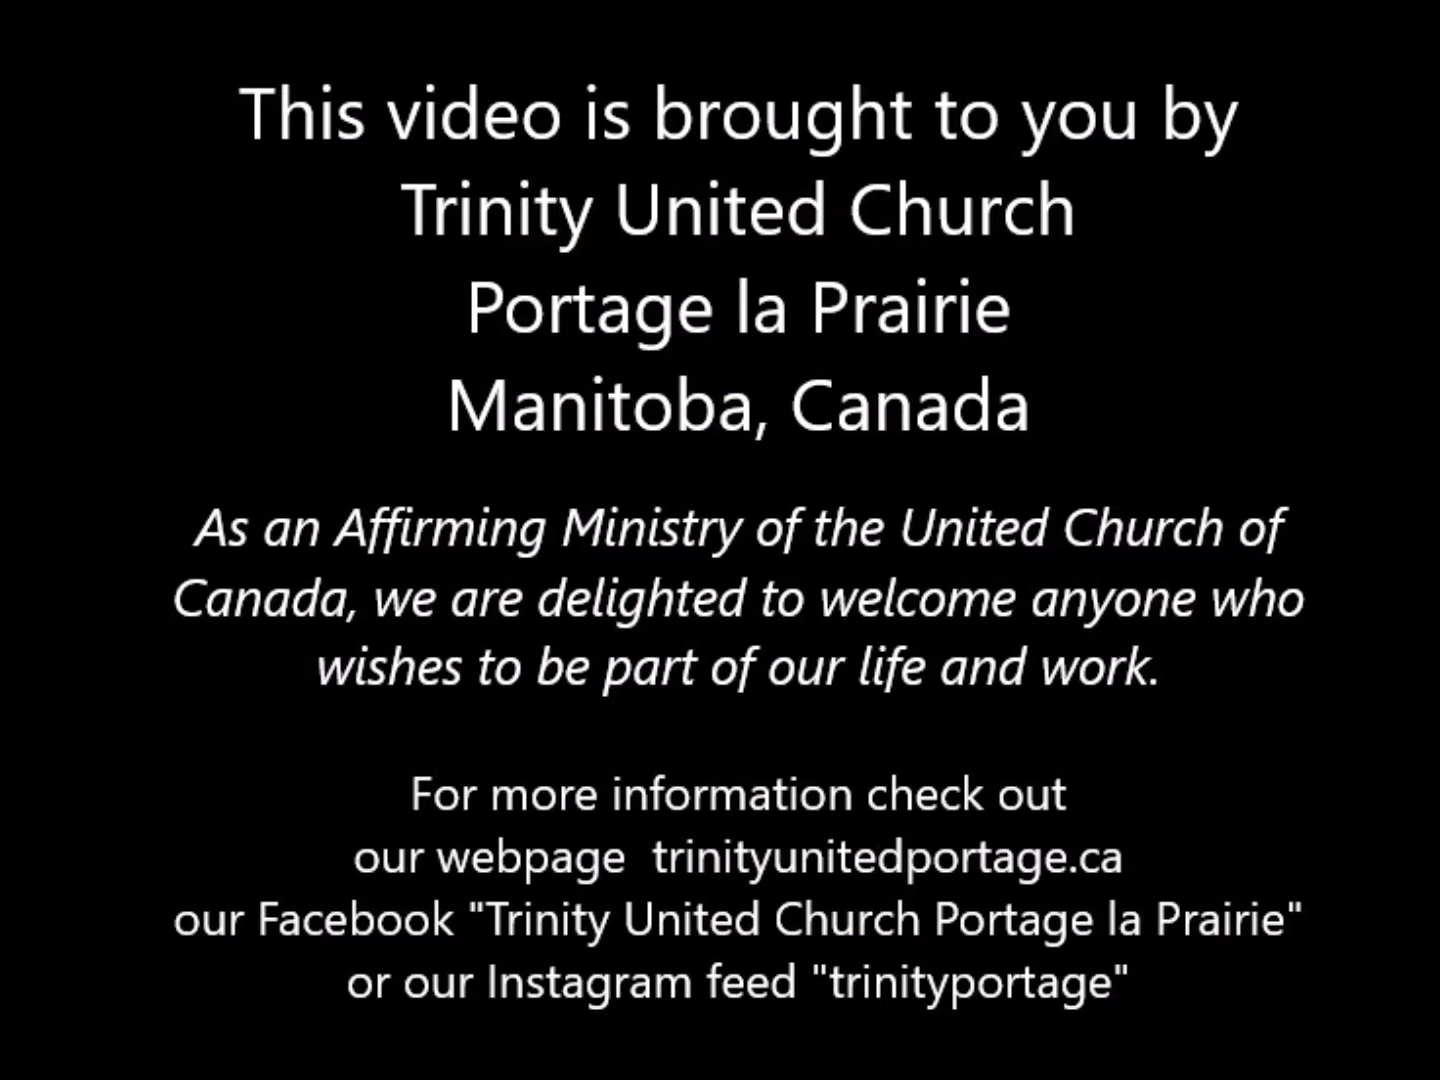 This video is brought to you by
Trinity United Church
Portage la Prairie
Manitoba, Canada
As an Affirming Ministry of the United Church of
Canada, we are delighted to welcome anyone who
wishes to be part of our life and work.
For more information check out
our webpage  trinityunitedportage.ca
our Facebook "Trinity United Church Portage la Prairie"
or our Instagram feed "trinityportage"